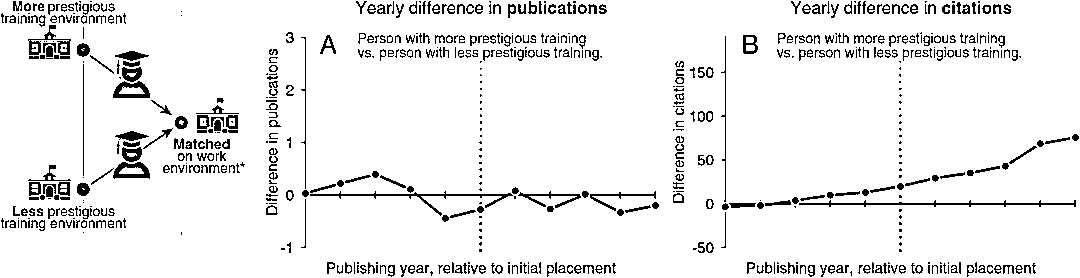 More prestigious
training environment
Matched
on work
environment*
Less prestigious
training environment
Yearly difference in publications
A
Person with more prestigious training
vs. person with less prestigious training.
Difference in publications
3
2
1
0
-1
Publishing year, relative to initial placement
Yearly difference in citations
B
Person with more prestigious training
vs. person with less prestigious training.
Difference in citations
150
100
50
0
-50
Publishing year, relative to initial placement